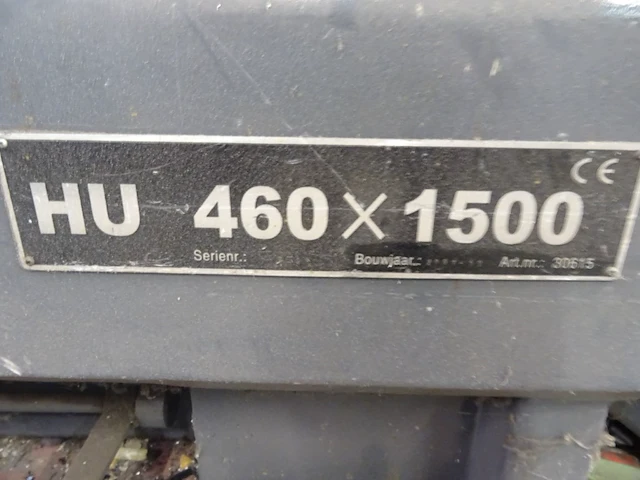 CE
HU 460 X 1500
Serienr.: Bouwjaar.: Art.nr.: 30615